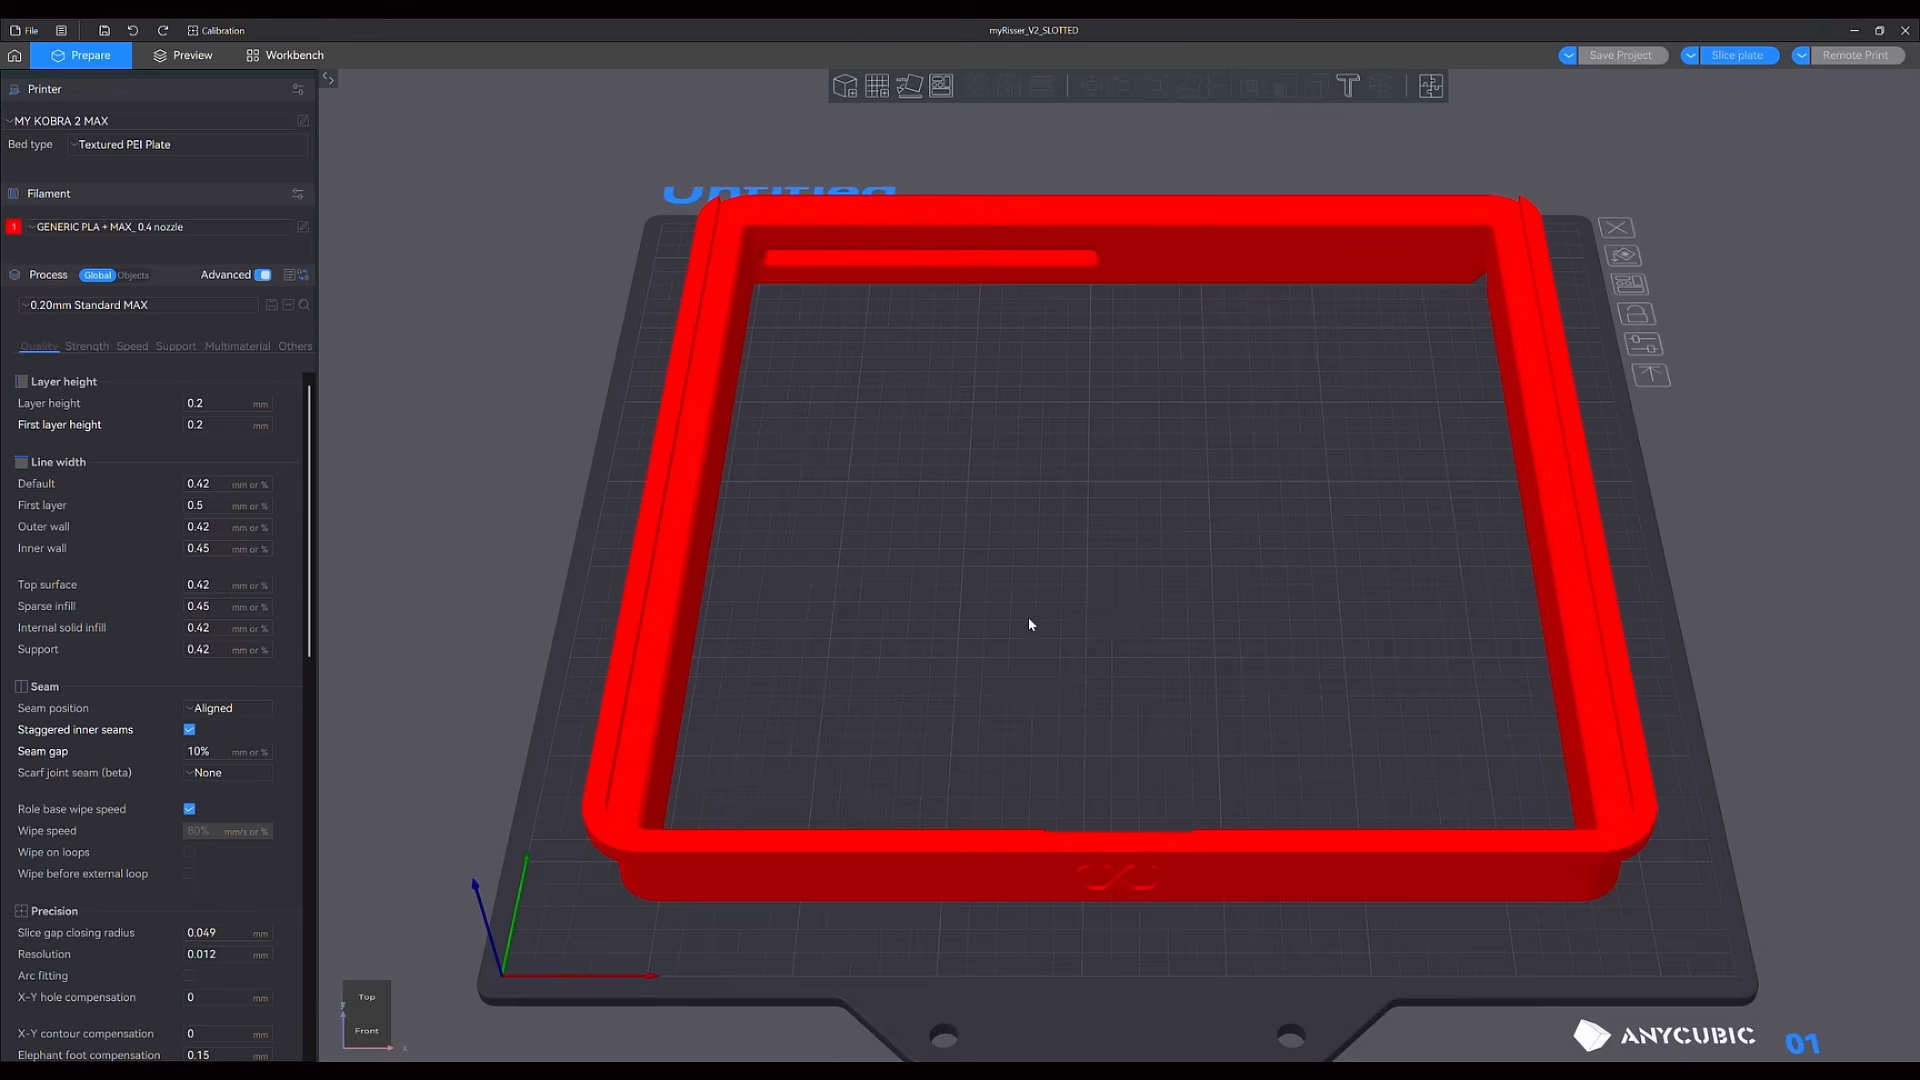 File
Calibration
myRisser_V2_SLOTTED
Prepare
Preview
Workbench
Save Project
Slice plate
Remote Print
Printer
MY KOBRA 2 MAX
Bed type
Textured PEI Plate
Filament
1
GENERIC PLA + MAX_0.4 nozzle
Process
Global
Objects
Advanced
0.20mm Standard MAX
Quality Strength Speed Support Multimaterial Others
Layer height
Layer height 0.2 mm
First layer height 0.2 mm
Line width
Default 0.42 mm or %
First layer 0.5 mm or %
Outer wall 0.42 mm or %
Inner wall 0.45 mm or %
Top surface 0.42 mm or %
Sparse infill 0.45 mm or %
Internal solid infill 0.42 mm or %
Support 0.42 mm or %
Seam
Seam position Aligned
Staggered inner seams
Seam gap 10% mm or %
Scarf joint seam (beta) None
Role base wipe speed
Wipe speed 80% mm/s or %
Wipe on loops
Wipe before external loop
Precision
Slice gap closing radius 0.049 mm
Resolution 0.012 mm
Arc fitting
X-Y hole compensation 0 mm
X-Y contour compensation 0 mm
Elephant foot compensation 0.15 mm
Untitled
Top
Front
y
x
ANYCUBIC
01